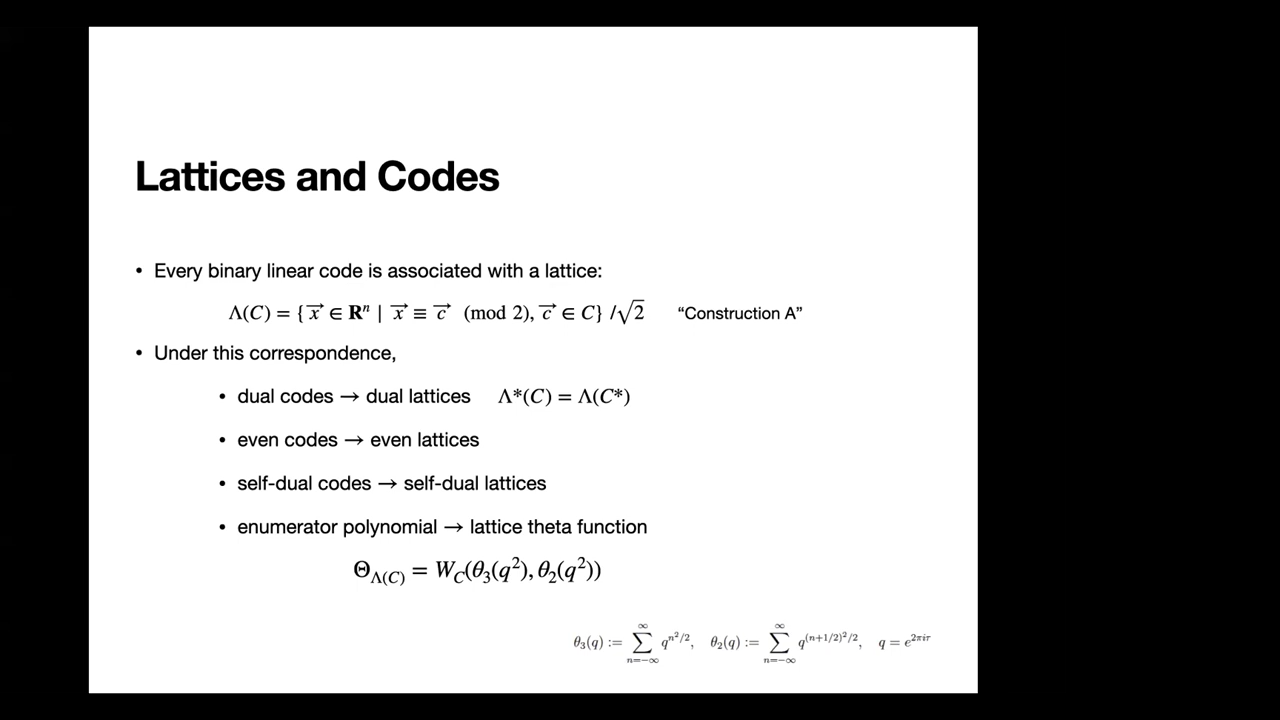 Lattices and Codes
• Every binary linear code is associated with a lattice:
Λ(C) = { x⃗ ∈ Rⁿ | x⃗ ≡ c⃗ (mod 2), c⃗ ∈ C} /√2 “Construction A”
• Under this correspondence,
• dual codes → dual lattices Λ*(C) = Λ(C*)
• even codes → even lattices
• self-dual codes → self-dual lattices
• enumerator polynomial → lattice theta function
Θ_Λ(C) = W_C(θ₃(q²), θ₂(q²))
θ₃(q) := ∑_{n=−∞}^{∞} q^{n²/2}, θ₂(q) := ∑_{n=−∞}^{∞} q^{(n+1/2)²/2}, q = e^{2πiτ}